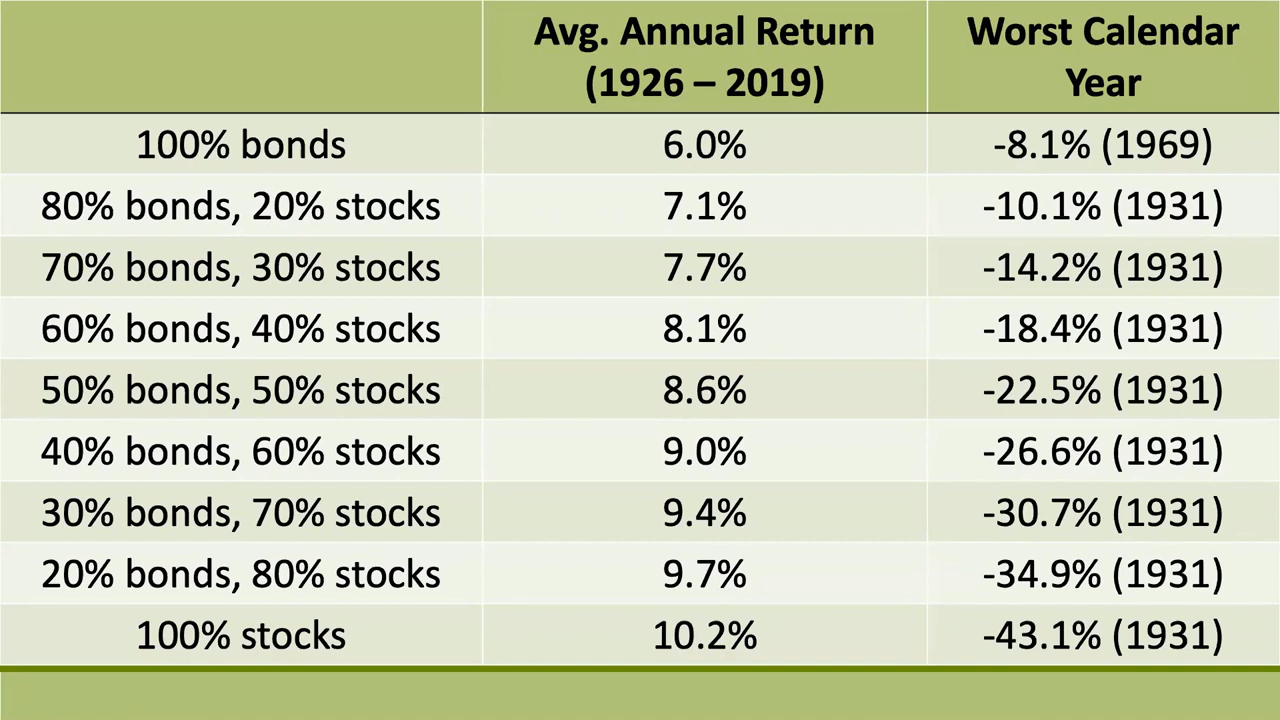 Avg. Annual Return (1926 – 2019) Worst Calendar Year
100% bonds 6.0% -8.1% (1969)
80% bonds, 20% stocks 7.1% -10.1% (1931)
70% bonds, 30% stocks 7.7% -14.2% (1931)
60% bonds, 40% stocks 8.1% -18.4% (1931)
50% bonds, 50% stocks 8.6% -22.5% (1931)
40% bonds, 60% stocks 9.0% -26.6% (1931)
30% bonds, 70% stocks 9.4% -30.7% (1931)
20% bonds, 80% stocks 9.7% -34.9% (1931)
100% stocks 10.2% -43.1% (1931)